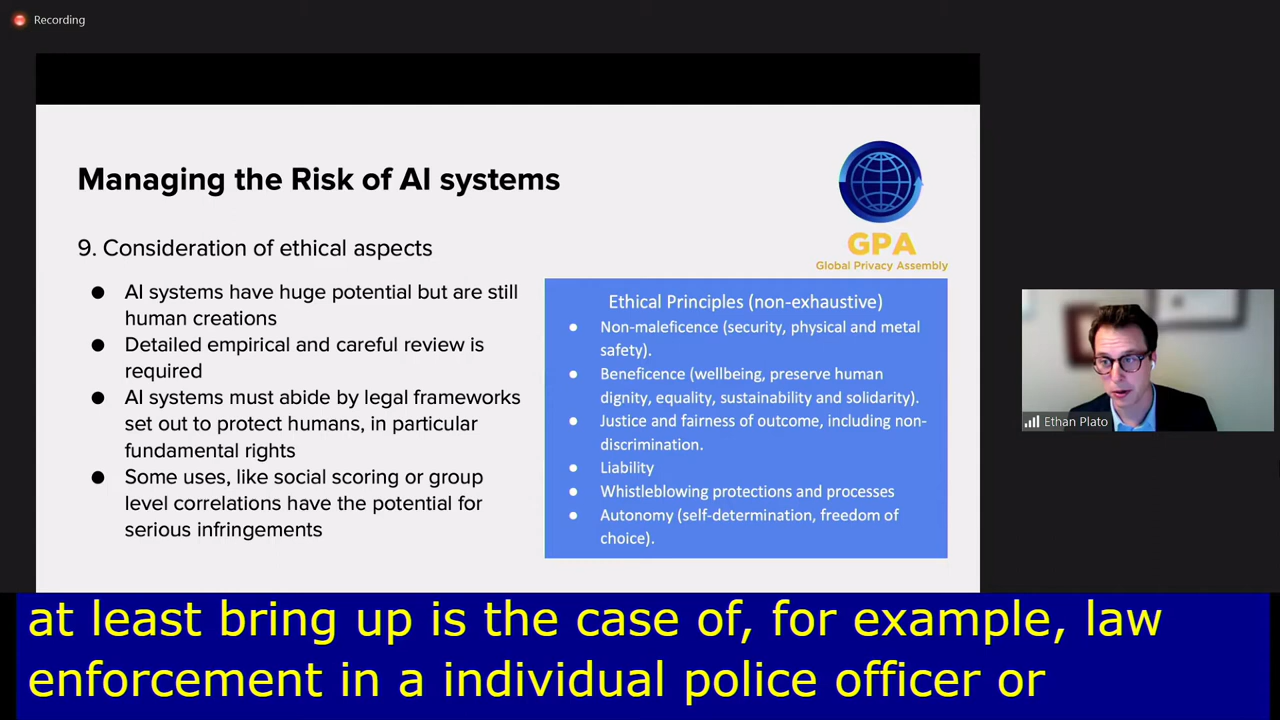 Recording
Managing the Risk of AI systems
GPA
Global Privacy Assembly
9. Consideration of ethical aspects
● AI systems have huge potential but are still
human creations
● Detailed empirical and careful review is
required
● AI systems must abide by legal frameworks
set out to protect humans, in particular
fundamental rights
● Some uses, like social scoring or group
level correlations have the potential for
serious infringements
Ethical Principles (non-exhaustive)
● Non-maleficence (security, physical and metal
safety).
● Beneficence (wellbeing, preserve human
dignity, equality, sustainability and solidarity).
● Justice and fairness of outcome, including non-
discrimination.
● Liability
● Whistleblowing protections and processes
● Autonomy (self-determination, freedom of
choice).
Ethan Plato
at least bring up is the case of, for example, law
enforcement in a individual police officer or